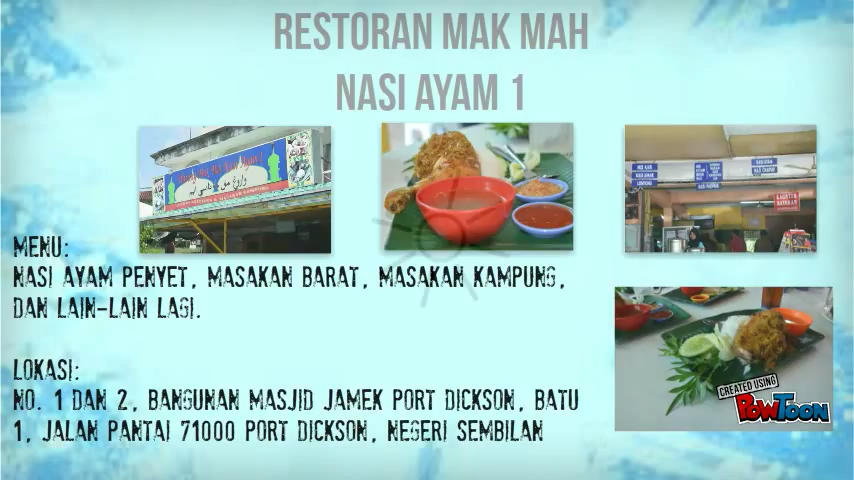 RESTORAN MAK MAH
NASI AYAM 1
MENU:
NASI AYAM PENYET, MASAKAN BARAT, MASAKAN KAMPUNG,
DAN LAIN-LAIN LAGI.
LOKASI:
NO. 1 DAN 2, BANGUNAN MASJID JAMEK PORT DICKSON, BATU
1, JALAN PANTAI 71000 PORT DICKSON, NEGERI SEMBILAN
CREATED USING
POWTOON